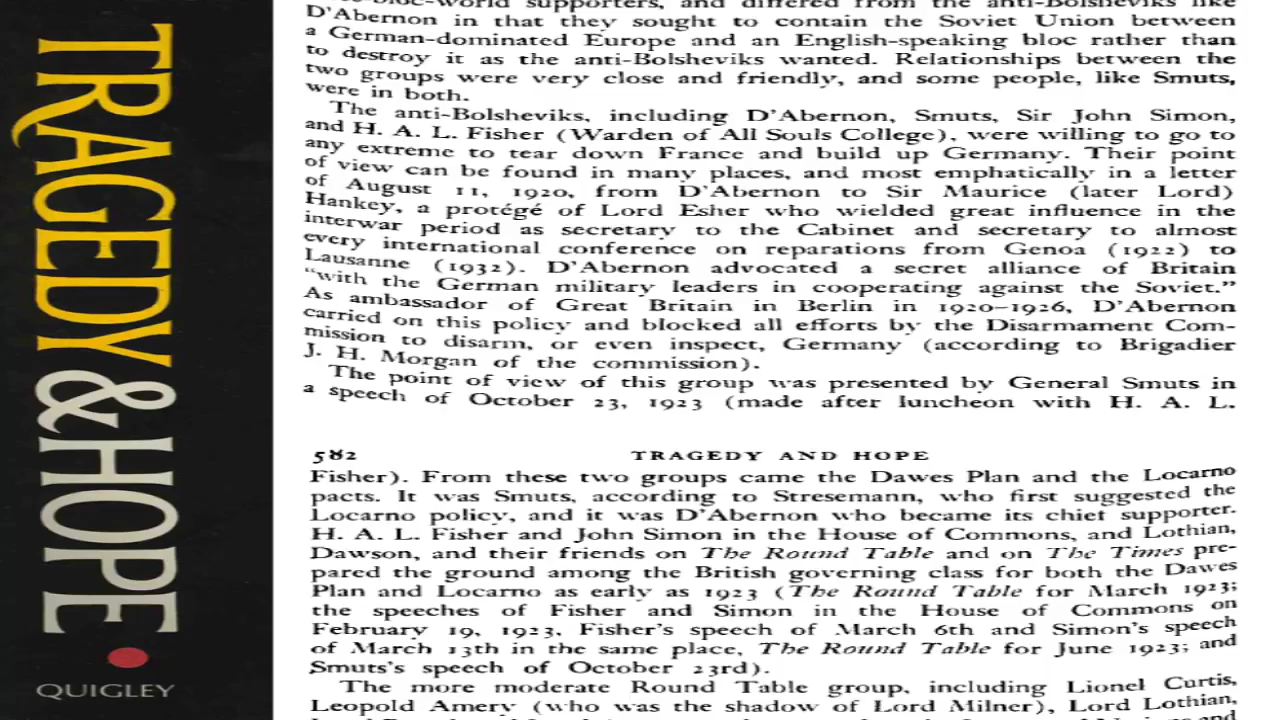 TRAGEDY & HOPE
QUIGLEY
supporters, and differed from the anti-Bolsheviks like
D'Abernon in that they sought to contain the Soviet Union between
a German-dominated Europe and an English-speaking bloc rather than
to destroy it as the anti-Bolsheviks wanted. Relationships between the
two groups were very close and friendly, and some people, like Smuts,
were in both.
The anti-Bolsheviks, including D'Abernon, Smuts, Sir John Simon,
and H. A. L. Fisher (Warden of All Souls College), were willing to go to
any extreme to tear down France and build up Germany. Their point
of view can be found in many places, and most emphatically in a letter
of August 11, 1920, from D'Abernon to Sir Maurice (later Lord)
Hankey, a protégé of Lord Esher who wielded great influence in the
interwar period as secretary to the Cabinet and secretary to almost
every international conference on reparations from Genoa (1922) to
Lausanne (1932). D'Abernon advocated a secret alliance of Britain
"with the German military leaders in cooperating against the Soviet."
As ambassador of Great Britain in Berlin in 1920–1926, D'Abernon
carried on this policy and blocked all efforts by the Disarmament Com-
mission to disarm, or even inspect, Germany (according to Brigadier
J. H. Morgan of the commission).
The point of view of this group was presented by General Smuts in
a speech of October 23, 1923 (made after luncheon with H. A. L.
582 TRAGEDY AND HOPE
Fisher). From these two groups came the Dawes Plan and the Locarno
pacts. It was Smuts, according to Stresemann, who first suggested the
Locarno policy, and it was D'Abernon who became its chief supporter.
H. A. L. Fisher and John Simon in the House of Commons, and Lothian,
Dawson, and their friends on The Round Table and on The Times pre-
pared the ground among the British governing class for both the Dawes
Plan and Locarno as early as 1923 (The Round Table for March 1923;
the speeches of Fisher and Simon in the House of Commons on
February 19, 1923, Fisher's speech of March 6th and Simon's speech
of March 13th in the same place, The Round Table for June 1923; and
Smuts's speech of October 23rd).
The more moderate Round Table group, including Lionel Curtis,
Leopold Amery (who was the shadow of Lord Milner), Lord Lothian,